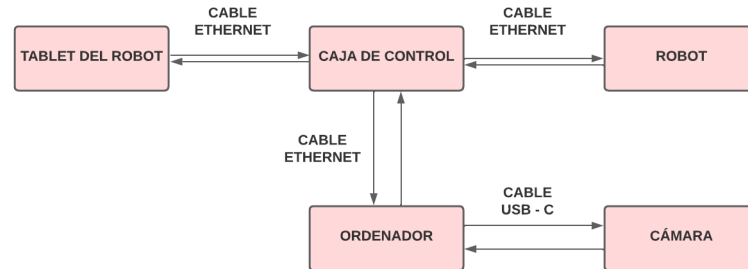 CABLE
ETHERNET
CABLE
ETHERNET
TABLET DEL ROBOT
CAJA DE CONTROL
ROBOT
CABLE
ETHERNET
CABLE
USB - C
ORDENADOR
CÁMARA